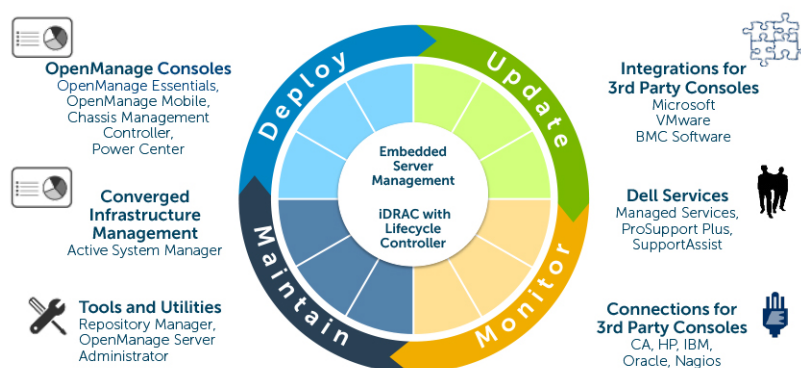 OpenManage Consoles
OpenManage Essentials,
OpenManage Mobile,
Chassis Management
Controller,
Power Center
Converged
Infrastructure
Management
Active System Manager
Tools and Utilities
Repository Manager,
OpenManage Server
Administrator
Deploy
Update
Monitor
Maintain
Embedded
Server
Management
iDRAC with
Lifecycle
Controller
Integrations for
3rd Party Consoles
Microsoft
VMware
BMC Software
Dell Services
Managed Services,
ProSupport Plus,
SupportAssist
Connections for
3rd Party Consoles
CA, HP, IBM,
Oracle, Nagios